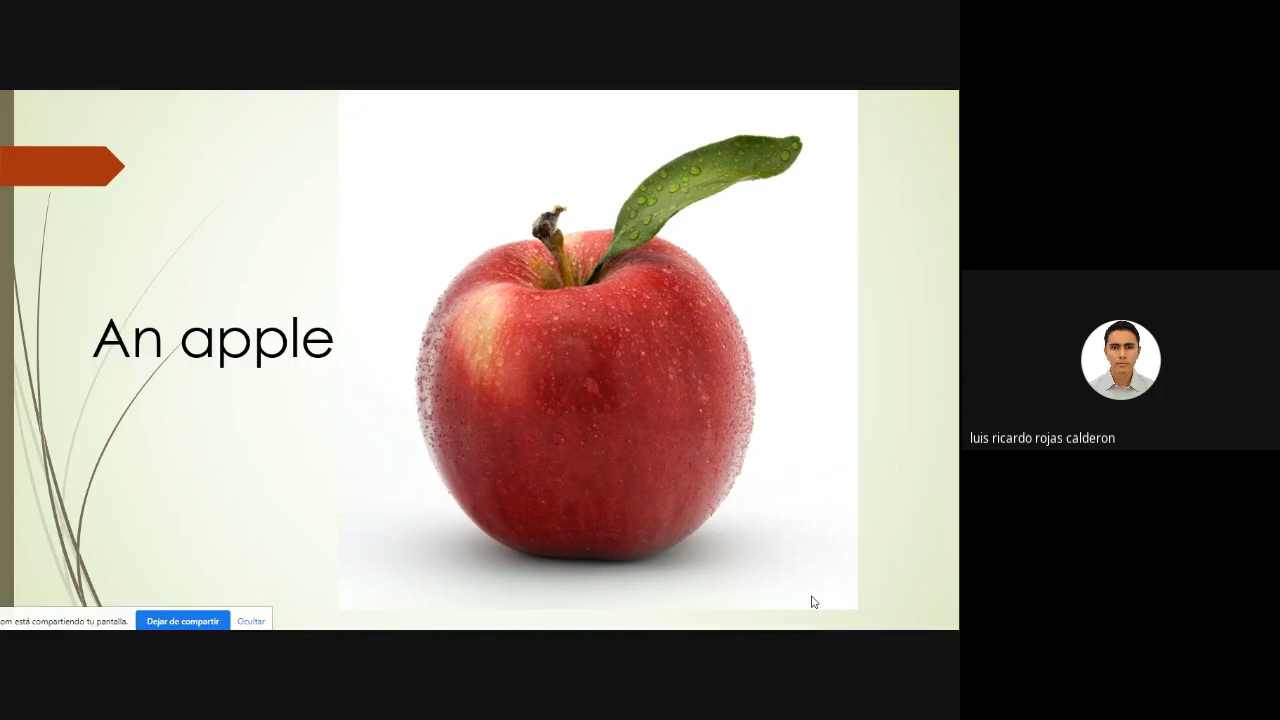 An apple
luis ricardo rojas calderon
om está compartiendo tu pantalla.
Dejar de compartir
Ocultar